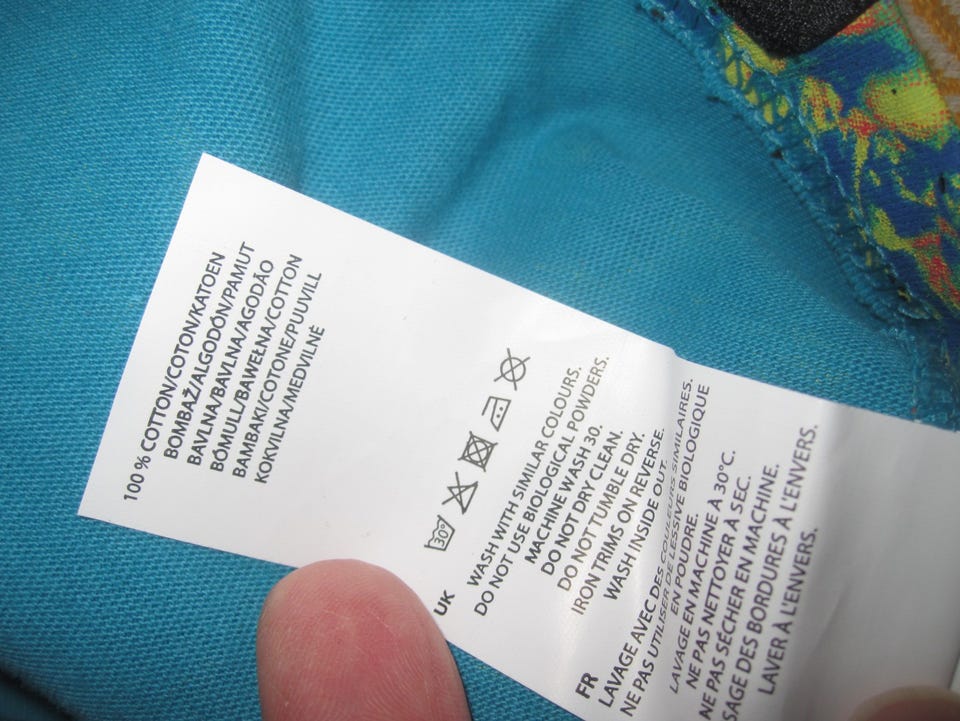 100 % COTTON/COTON/KATOEN
BOMBAŽ/ALGODÓN/PAMUT
BAVLNA/BAVLNA/AGODÃO
BÓMULL/BAWEŁNA/COTTON
BAMBAKI/COTONE/PUUVILL
KOKVILNA/MEDVILNĖ
30°
UK
WASH WITH SIMILAR COLOURS.
DO NOT USE BIOLOGICAL POWDERS.
MACHINE WASH 30.
DO NOT DRY CLEAN.
DO NOT TUMBLE DRY.
IRON TRIMS ON REVERSE.
WASH INSIDE OUT.
FR
LAVAGE AVEC DES COULEURS SIMILAIRES.
NE PAS UTILISER DE LESSIVE BIOLOGIQUE
EN POUDRE.
LAVAGE EN MACHINE À 30°C.
NE PAS NETTOYER À SEC.
NE PAS SÉCHER EN MACHINE.
SAGE DES BORDURES À L'ENVERS.
LAVER À L'ENVERS.